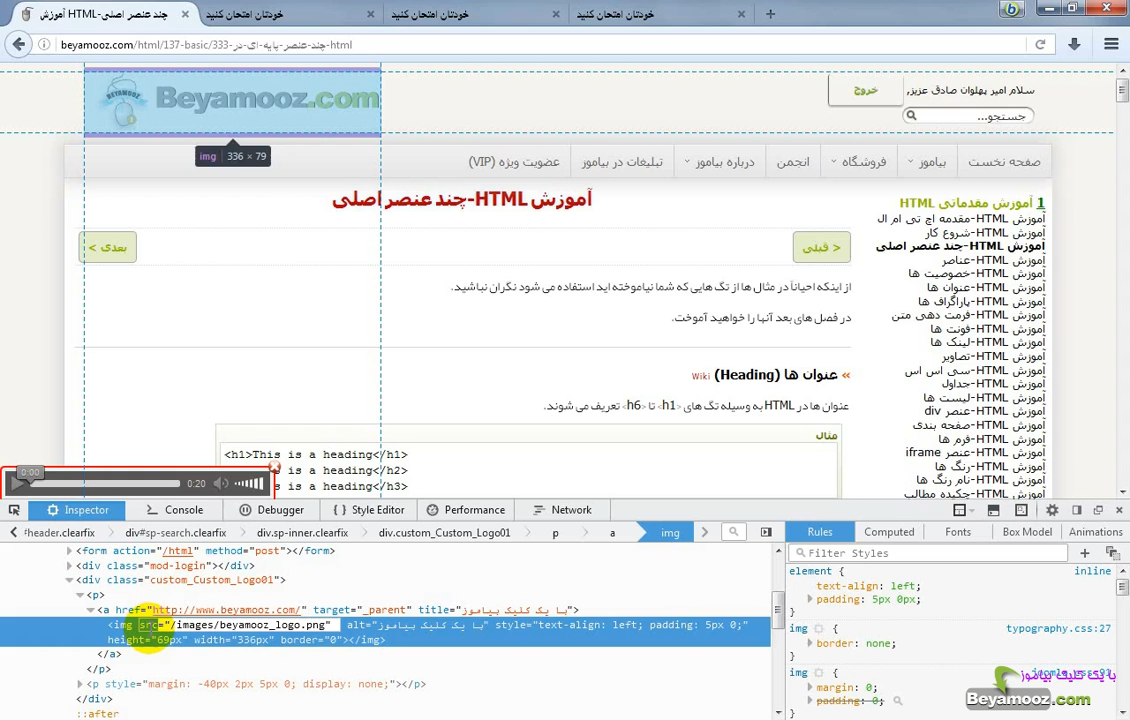 آموزش HTML-چند عنصر اصلی
خودتان امتحان کنید
خودتان امتحان کنید
خودتان امتحان کنید
beyamooz.com/html/137-basic/333-چند-عنصر-پایه-ای-در-html
BEYAMOOZ
Beyamooz.com
خروج
سلام امیر پهلوان صادق عزیز,
جستجو...
img 336 × 79
صفحه نخست
بیاموز
فروشگاه
انجمن
درباره بیاموز
تبلیغات در بیاموز
عضویت ویژه (VIP)
آموزش HTML-چند عنصر اصلی
< قبلی
بعدی >
از اینکه احیاناً در مثال ها از تگ هایی که شما نیاموخته اید استفاده می شود نگران نباشید.
در فصل های بعد آنها را خواهید آموخت.
» عنوان ها (Heading) Wiki
عنوان ها در HTML به وسیله تگ های <h1> تا <h6> تعریف می شوند.
مثال
<h1>This is a heading</h1>
s is a heading</h2>
s is a heading</h3>
1 آموزش مقدماتی HTML
آموزش HTML-مقدمه اچ تی ام ال
آموزش HTML-شروع کار
آموزش HTML-چند عنصر اصلی
آموزش HTML-عناصر
آموزش HTML-خصوصیت ها
آموزش HTML-عنوان ها
آموزش HTML-پاراگراف ها
آموزش HTML-فرمت دهی متن
آموزش HTML-فونت ها
آموزش HTML-لینک ها
آموزش HTML-تصاویر
آموزش HTML-سی اس اس
آموزش HTML-جداول
آموزش HTML-لیست ها
آموزش HTML-عنصر div
آموزش HTML-صفحه بندی
آموزش HTML-فرم ها
آموزش HTML-عنصر iframe
آموزش HTML-رنگ ها
آموزش HTML-نام رنگ ها
آموزش HTML-چکیده مطالب
0:00
0:20
Inspector
Console
Debugger
Style Editor
Performance
Network
#header.clearfix
div#sp-search.clearfix
div.sp-inner.clearfix
div.custom_Custom_Logo01
p
a
img
Rules
Computed
Fonts
Box Model
Animations
<form action="/html" method="post"></form>
<div class="mod-login"></div>
<div class="custom_Custom_Logo01">
<p>
<a href="http://www.beyamooz.com/" target="_parent" title="با یک کلیک بیاموز">
<img src="/images/beyamooz_logo.png" alt="با یک کلیک بیاموز" style="text-align: left; padding: 5px 0;"
height="69px" width="336px" border="0"></img>
</a>
</p>
<p style="margin: -40px 2px 5px 0; display: none;"></p>
</div>
::after
Filter Styles
element {
inline
text-align: left;
padding: 5px 0px;
}
img {
typography.css:27
border: none;
}
img {
margin: 0;
padding: 0;
با یک کلیک بیاموز
Beyamooz.com